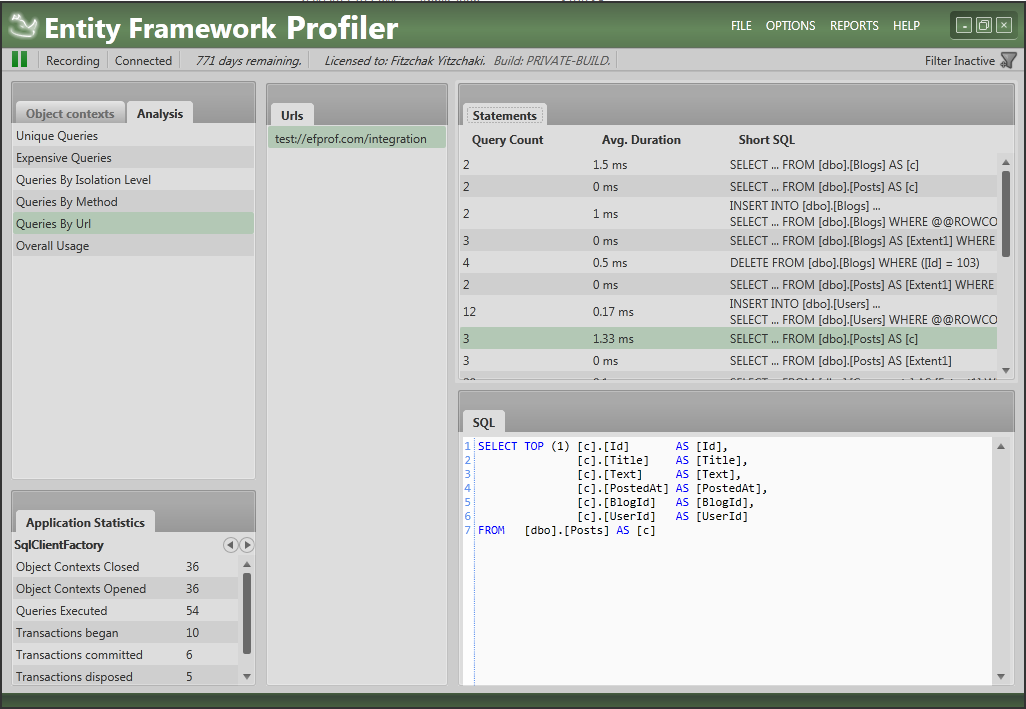 Entity Framework Profiler
FILE OPTIONS REPORTS HELP
Recording Connected 771 days remaining. Licensed to: Fitzchak Yitzchaki. Build: PRIVATE-BUILD. Filter Inactive
Object contexts Analysis
Unique Queries
Expensive Queries
Queries By Isolation Level
Queries By Method
Queries By Url
Overall Usage
Application Statistics
SqlClientFactory
Object Contexts Closed 36
Object Contexts Opened 36
Queries Executed 54
Transactions began 10
Transactions committed 6
Transactions disposed 5
Urls
test://efprof.com/integration
Statements
Query Count Avg. Duration Short SQL
2 1.5 ms SELECT ... FROM [dbo].[Blogs] AS [c]
2 0 ms SELECT ... FROM [dbo].[Posts] AS [c]
2 1 ms INSERT INTO [dbo].[Blogs] ...
SELECT ... FROM [dbo].[Blogs] WHERE @@ROWCO
3 0 ms SELECT ... FROM [dbo].[Blogs] AS [Extent1] WHERE
4 0.5 ms DELETE FROM [dbo].[Blogs] WHERE ([Id] = 103)
2 0 ms SELECT ... FROM [dbo].[Posts] AS [Extent1] WHERE
12 0.17 ms INSERT INTO [dbo].[Users] ...
SELECT ... FROM [dbo].[Users] WHERE @@ROWCO
3 1.33 ms SELECT ... FROM [dbo].[Posts] AS [c]
3 0 ms SELECT ... FROM [dbo].[Posts] AS [Extent1]
SQL
1 SELECT TOP (1) [c].[Id] AS [Id],
2 [c].[Title] AS [Title],
3 [c].[Text] AS [Text],
4 [c].[PostedAt] AS [PostedAt],
5 [c].[BlogId] AS [BlogId],
6 [c].[UserId] AS [UserId]
7 FROM [dbo].[Posts] AS [c]